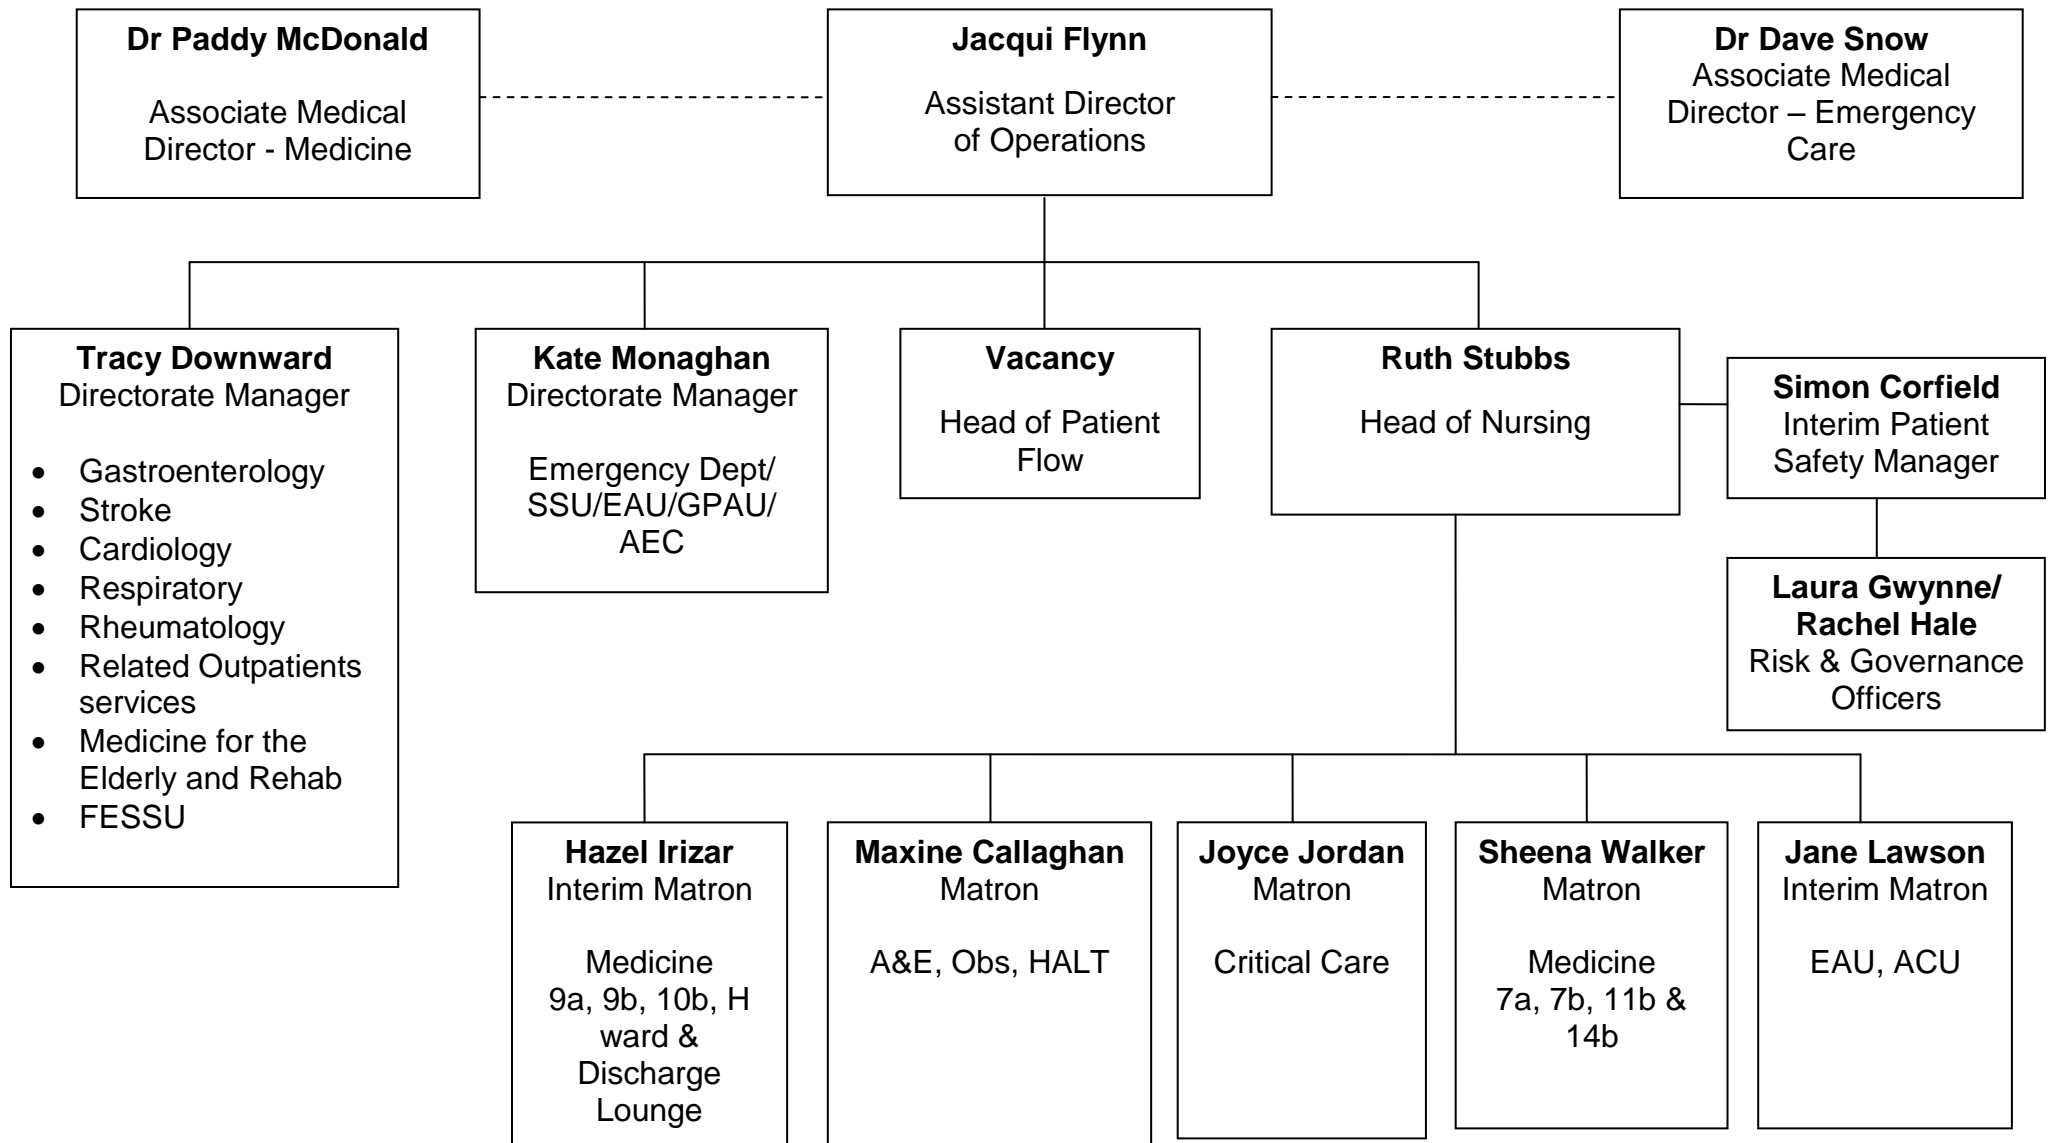 Dr Paddy McDonald
Associate Medical
Director - Medicine
Jacqui Flynn
Assistant Director
of Operations
Dr Dave Snow
Associate Medical
Director – Emergency
Care
Tracy Downward
Directorate Manager
• Gastroenterology
• Stroke
• Cardiology
• Respiratory
• Rheumatology
• Related Outpatients
services
• Medicine for the
Elderly and Rehab
• FESSU
Kate Monaghan
Directorate Manager
Emergency Dept/
SSU/EAU/GPAU/
AEC
Vacancy
Head of Patient
Flow
Ruth Stubbs
Head of Nursing
Simon Corfield
Interim Patient
Safety Manager
Laura Gwynne/
Rachel Hale
Risk & Governance
Officers
Hazel Irizar
Interim Matron
Medicine
9a, 9b, 10b, H
ward &
Discharge
Lounge
Maxine Callaghan
Matron
A&E, Obs, HALT
Joyce Jordan
Matron
Critical Care
Sheena Walker
Matron
Medicine
7a, 7b, 11b &
14b
Jane Lawson
Interim Matron
EAU, ACU